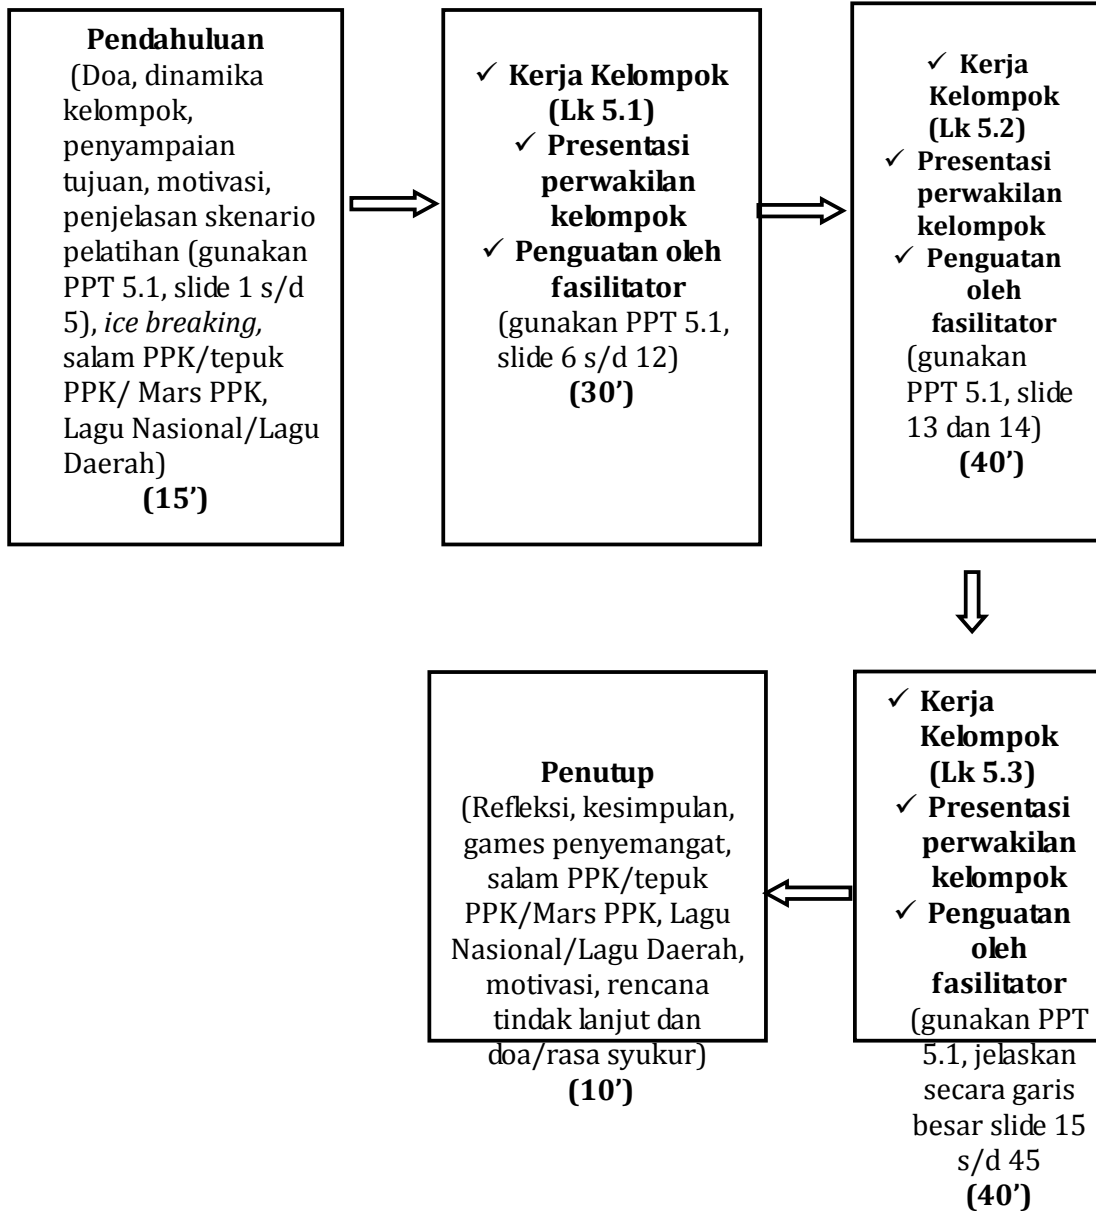 Pendahuluan
(Doa, dinamika
kelompok,
penyampaian
tujuan, motivasi,
penjelasan skenario
pelatihan (gunakan
PPT 5.1, slide 1 s/d
5), ice breaking,
salam PPK/tepuk
PPK/ Mars PPK,
Lagu Nasional/Lagu
Daerah)
(15’)
✓ Kerja Kelompok
(Lk 5.1)
✓ Presentasi
perwakilan
kelompok
✓ Penguatan oleh
fasilitator
(gunakan PPT 5.1,
slide 6 s/d 12)
(30’)
✓ Kerja
Kelompok
(Lk 5.2)
✓ Presentasi
perwakilan
kelompok
✓ Penguatan
oleh
fasilitator
(gunakan
PPT 5.1, slide
13 dan 14)
(40’)
✓ Kerja
Kelompok
(Lk 5.3)
✓ Presentasi
perwakilan
kelompok
✓ Penguatan
oleh
fasilitator
(gunakan PPT
5.1, jelaskan
secara garis
besar slide 15
s/d 45
(40’)
Penutup
(Refleksi, kesimpulan,
games penyemangat,
salam PPK/tepuk
PPK/Mars PPK, Lagu
Nasional/Lagu Daerah,
motivasi, rencana
tindak lanjut dan
doa/rasa syukur)
(10’)